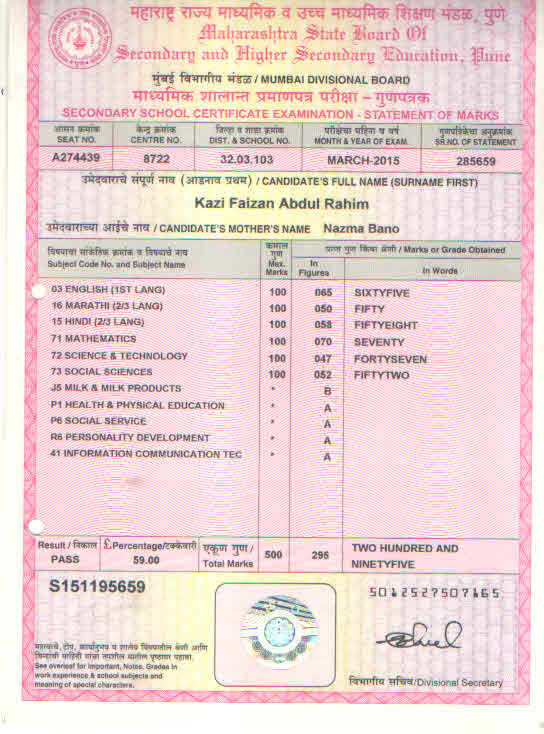 महाराष्ट्र राज्य माध्यमिक व उच्च माध्यमिक शिक्षण मंडळ, पुणे
Maharashtra State Board Of
Secondary and Higher Secondary Education, Pune
मुंबई विभागीय मंडळ / MUMBAI DIVISIONAL BOARD
माध्यमिक शालान्त प्रमाणपत्र परीक्षा – गुणपत्रक
SECONDARY SCHOOL CERTIFICATE EXAMINATION - STATEMENT OF MARKS
आसन क्रमांक केन्द्र क्रमांक जिल्हा व शाळा क्रमांक परीक्षेचा महिना व वर्ष गुणपत्रिकेचा अनुक्रमांक
SEAT NO. CENTRE NO. DIST. & SCHOOL NO. MONTH & YEAR OF EXAM. SR.NO. OF STATEMENT
A274439 8722 32.03.103 MARCH-2015 285659
उमेदवाराचे संपूर्ण नाव (आडनाव प्रथम) / CANDIDATE'S FULL NAME (SURNAME FIRST)
Kazi Faizan Abdul Rahim
उमेदवाराच्या आईचे नाव / CANDIDATE'S MOTHER'S NAME Nazma Bano
विषयाचा सांकेतिक क्रमांक व विषयाचे नाव
Subject Code No. and Subject Name
कमाल
गुण
Max.
Marks
प्राप्त गुण किंवा श्रेणी / Marks or Grade Obtained
In
Figures
In Words
03 ENGLISH (1ST LANG) 100 065 SIXTYFIVE
16 MARATHI (2/3 LANG) 100 050 FIFTY
15 HINDI (2/3 LANG) 100 058 FIFTYEIGHT
71 MATHEMATICS 100 070 SEVENTY
72 SCIENCE & TECHNOLOGY 100 047 FORTYSEVEN
73 SOCIAL SCIENCES 100 052 FIFTYTWO
J5 MILK & MILK PRODUCTS * B
P1 HEALTH & PHYSICAL EDUCATION * A
P6 SOCIAL SERVICE * A
R6 PERSONALITY DEVELOPMENT * A
41 INFORMATION COMMUNICATION TEC * A
Result / निकाल £Percentage/टक्केवारी एकूण गुण / 500 295 TWO HUNDRED AND
PASS 59.00 Total Marks NINETYFIVE
S151195659
5012527507165
See overleaf for Important, Notes, Grades in
work experience & school subjects and
meaning of special characters.
विभागीय सचिव/Divisional Secretary